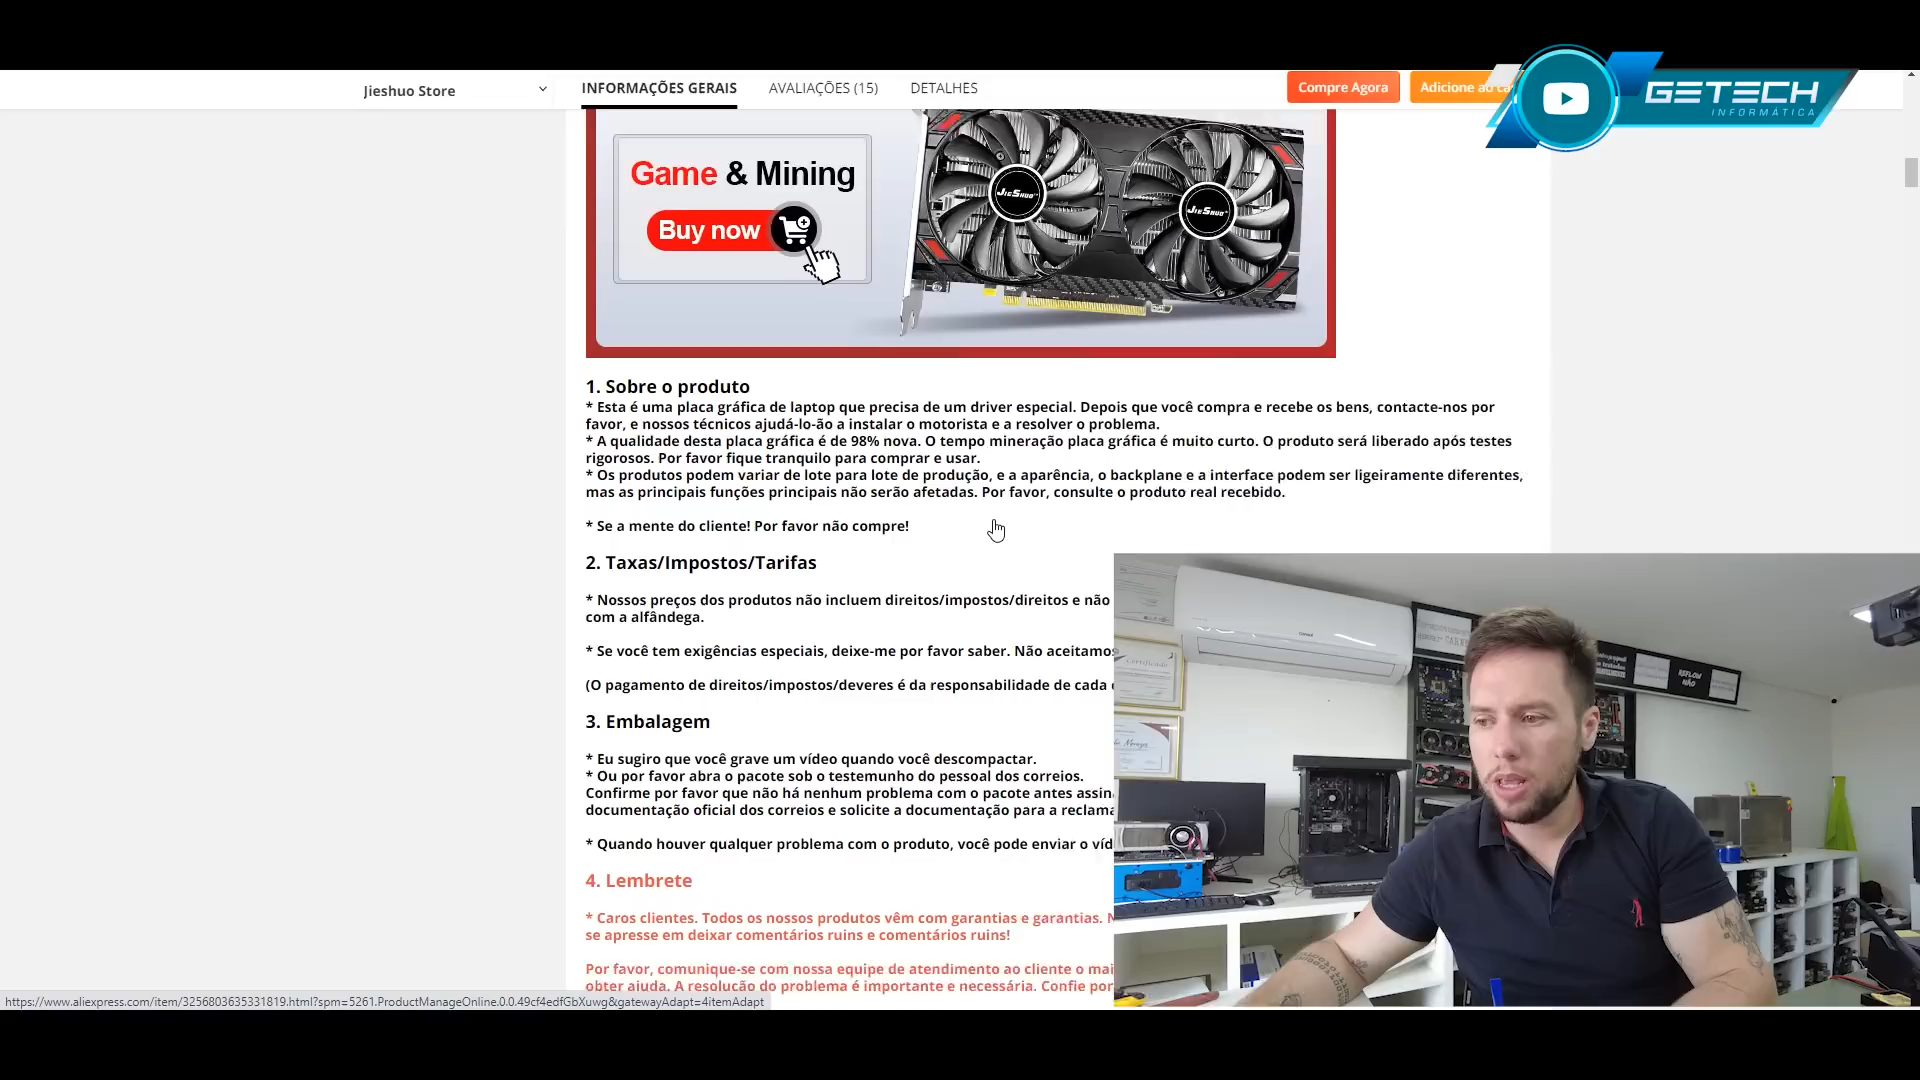 Jieshuo Store
INFORMAÇÕES GERAIS
AVALIAÇÕES (15)
DETALHES
Compre Agora
Adicione ao ca
GETECH
INFORMÁTICA
Game & Mining
Buy now
JIESHUO
JIESHUO
1. Sobre o produto
* Esta é uma placa gráfica de laptop que precisa de um driver especial. Depois que você compra e recebe os bens, contacte-nos por
favor, e nossos técnicos ajudá-lo-ão a instalar o motorista e a resolver o problema.
* A qualidade desta placa gráfica é de 98% nova. O tempo mineração placa gráfica é muito curto. O produto será liberado após testes
rigorosos. Por favor fique tranquilo para comprar e usar.
* Os produtos podem variar de lote para lote de produção, e a aparência, o backplane e a interface podem ser ligeiramente diferentes,
mas as principais funções principais não serão afetadas. Por favor, consulte o produto real recebido.
* Se a mente do cliente! Por favor não compre!
2. Taxas/Impostos/Tarifas
* Nossos preços dos produtos não incluem direitos/impostos/direitos e não
com a alfândega.
* Se você tem exigências especiais, deixe-me por favor saber. Não aceitamos
(O pagamento de direitos/impostos/deveres é da responsabilidade de cada
3. Embalagem
* Eu sugiro que você grave um vídeo quando você descompactar.
* Ou por favor abra o pacote sob o testemunho do pessoal dos correios.
Confirme por favor que não há nenhum problema com o pacote antes assin
documentação oficial dos correios e solicite a documentação para a reclama
* Quando houver qualquer problema com o produto, você pode enviar o víd
4. Lembrete
* Caros clientes. Todos os nossos produtos vêm com garantias e garantias. N
se apresse em deixar comentários ruins e comentários ruins!
Por favor, comunique-se com nossa equipe de atendimento ao cliente o mai
obter ajuda. A resolução do problema é importante e necessária. Confie por
https://www.aliexpress.com/item/3256803635331819.html?spm=5261.ProductManageOnline.0.0.49cf4edfGbXuwg&gatewayAdapt=4itemAdapt
Certificado
REFLOW
NÃO